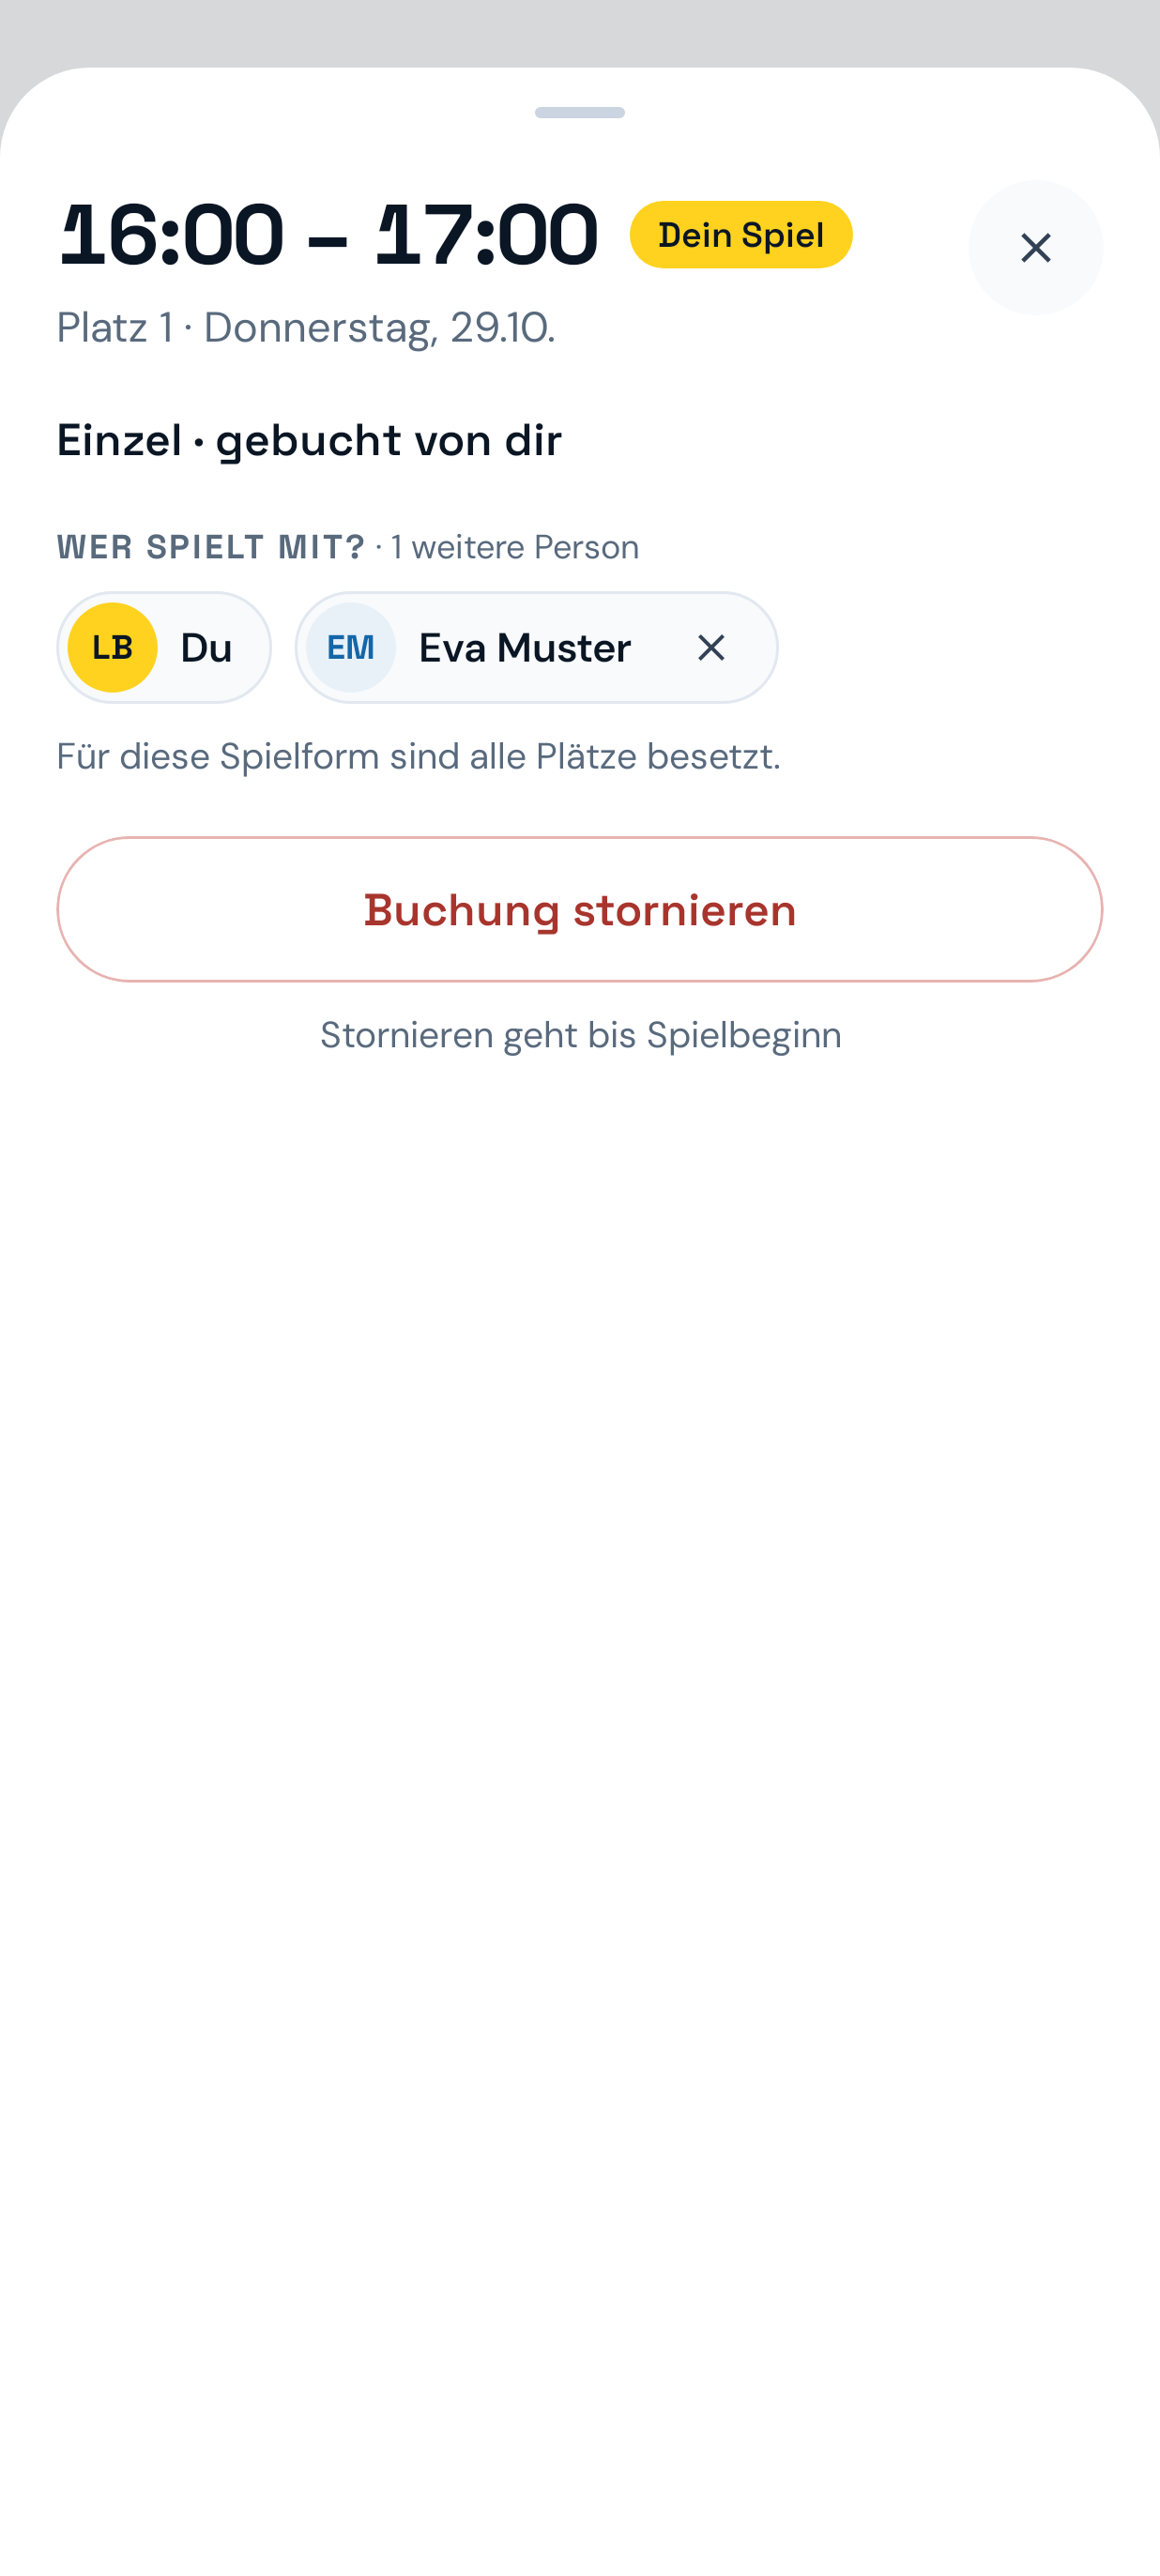 16:00 – 17:00 Dein Spiel
Platz 1 · Donnerstag, 29.10.
Einzel · gebucht von dir
WER SPIELT MIT? · 1 weitere Person
LB Du EM Eva Muster
Für diese Spielform sind alle Plätze besetzt.
Buchung stornieren
Stornieren geht bis Spielbeginn